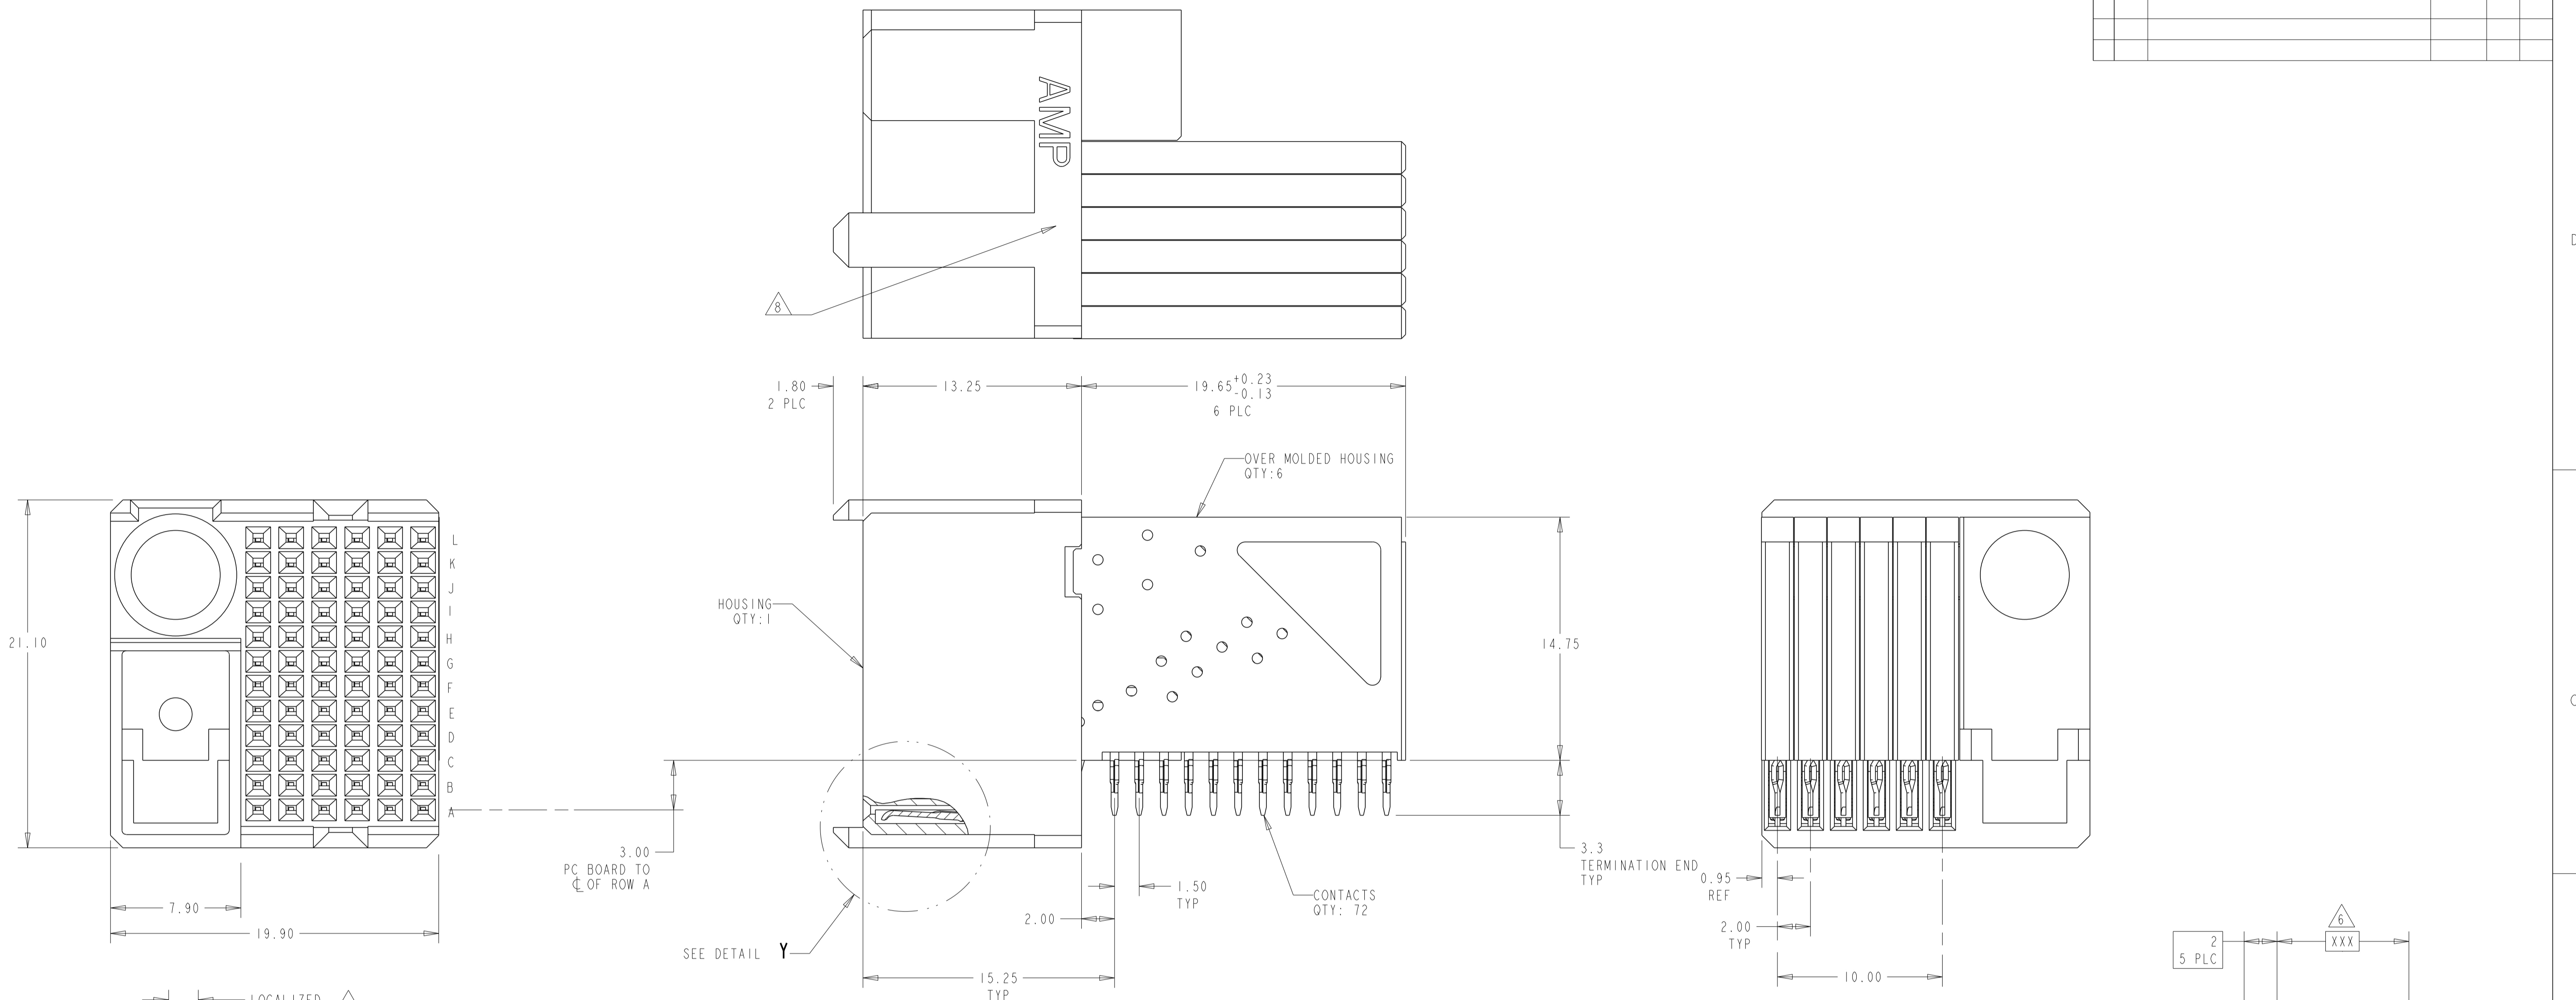 AMP
D
8
1.80
2 PLC
13.25
19.65 +0.23 -0.13
6 PLC
OVER MOLDED HOUSING
QTY:6
HOUSING
QTY:1
21.10
L
K
J
I
H
G
F
E
D
C
B
A
14.75
C
3.00
PC BOARD TO
℄ OF ROW A
7.90
19.90
SEE DETAIL Y
2.00
1.50
TYP
CONTACTS
QTY: 72
15.25
TYP
3.3
TERMINATION END
TYP
0.95
REF
2.00
TYP
10.00
2
5 PLC
6
XXX
LOCALIZED